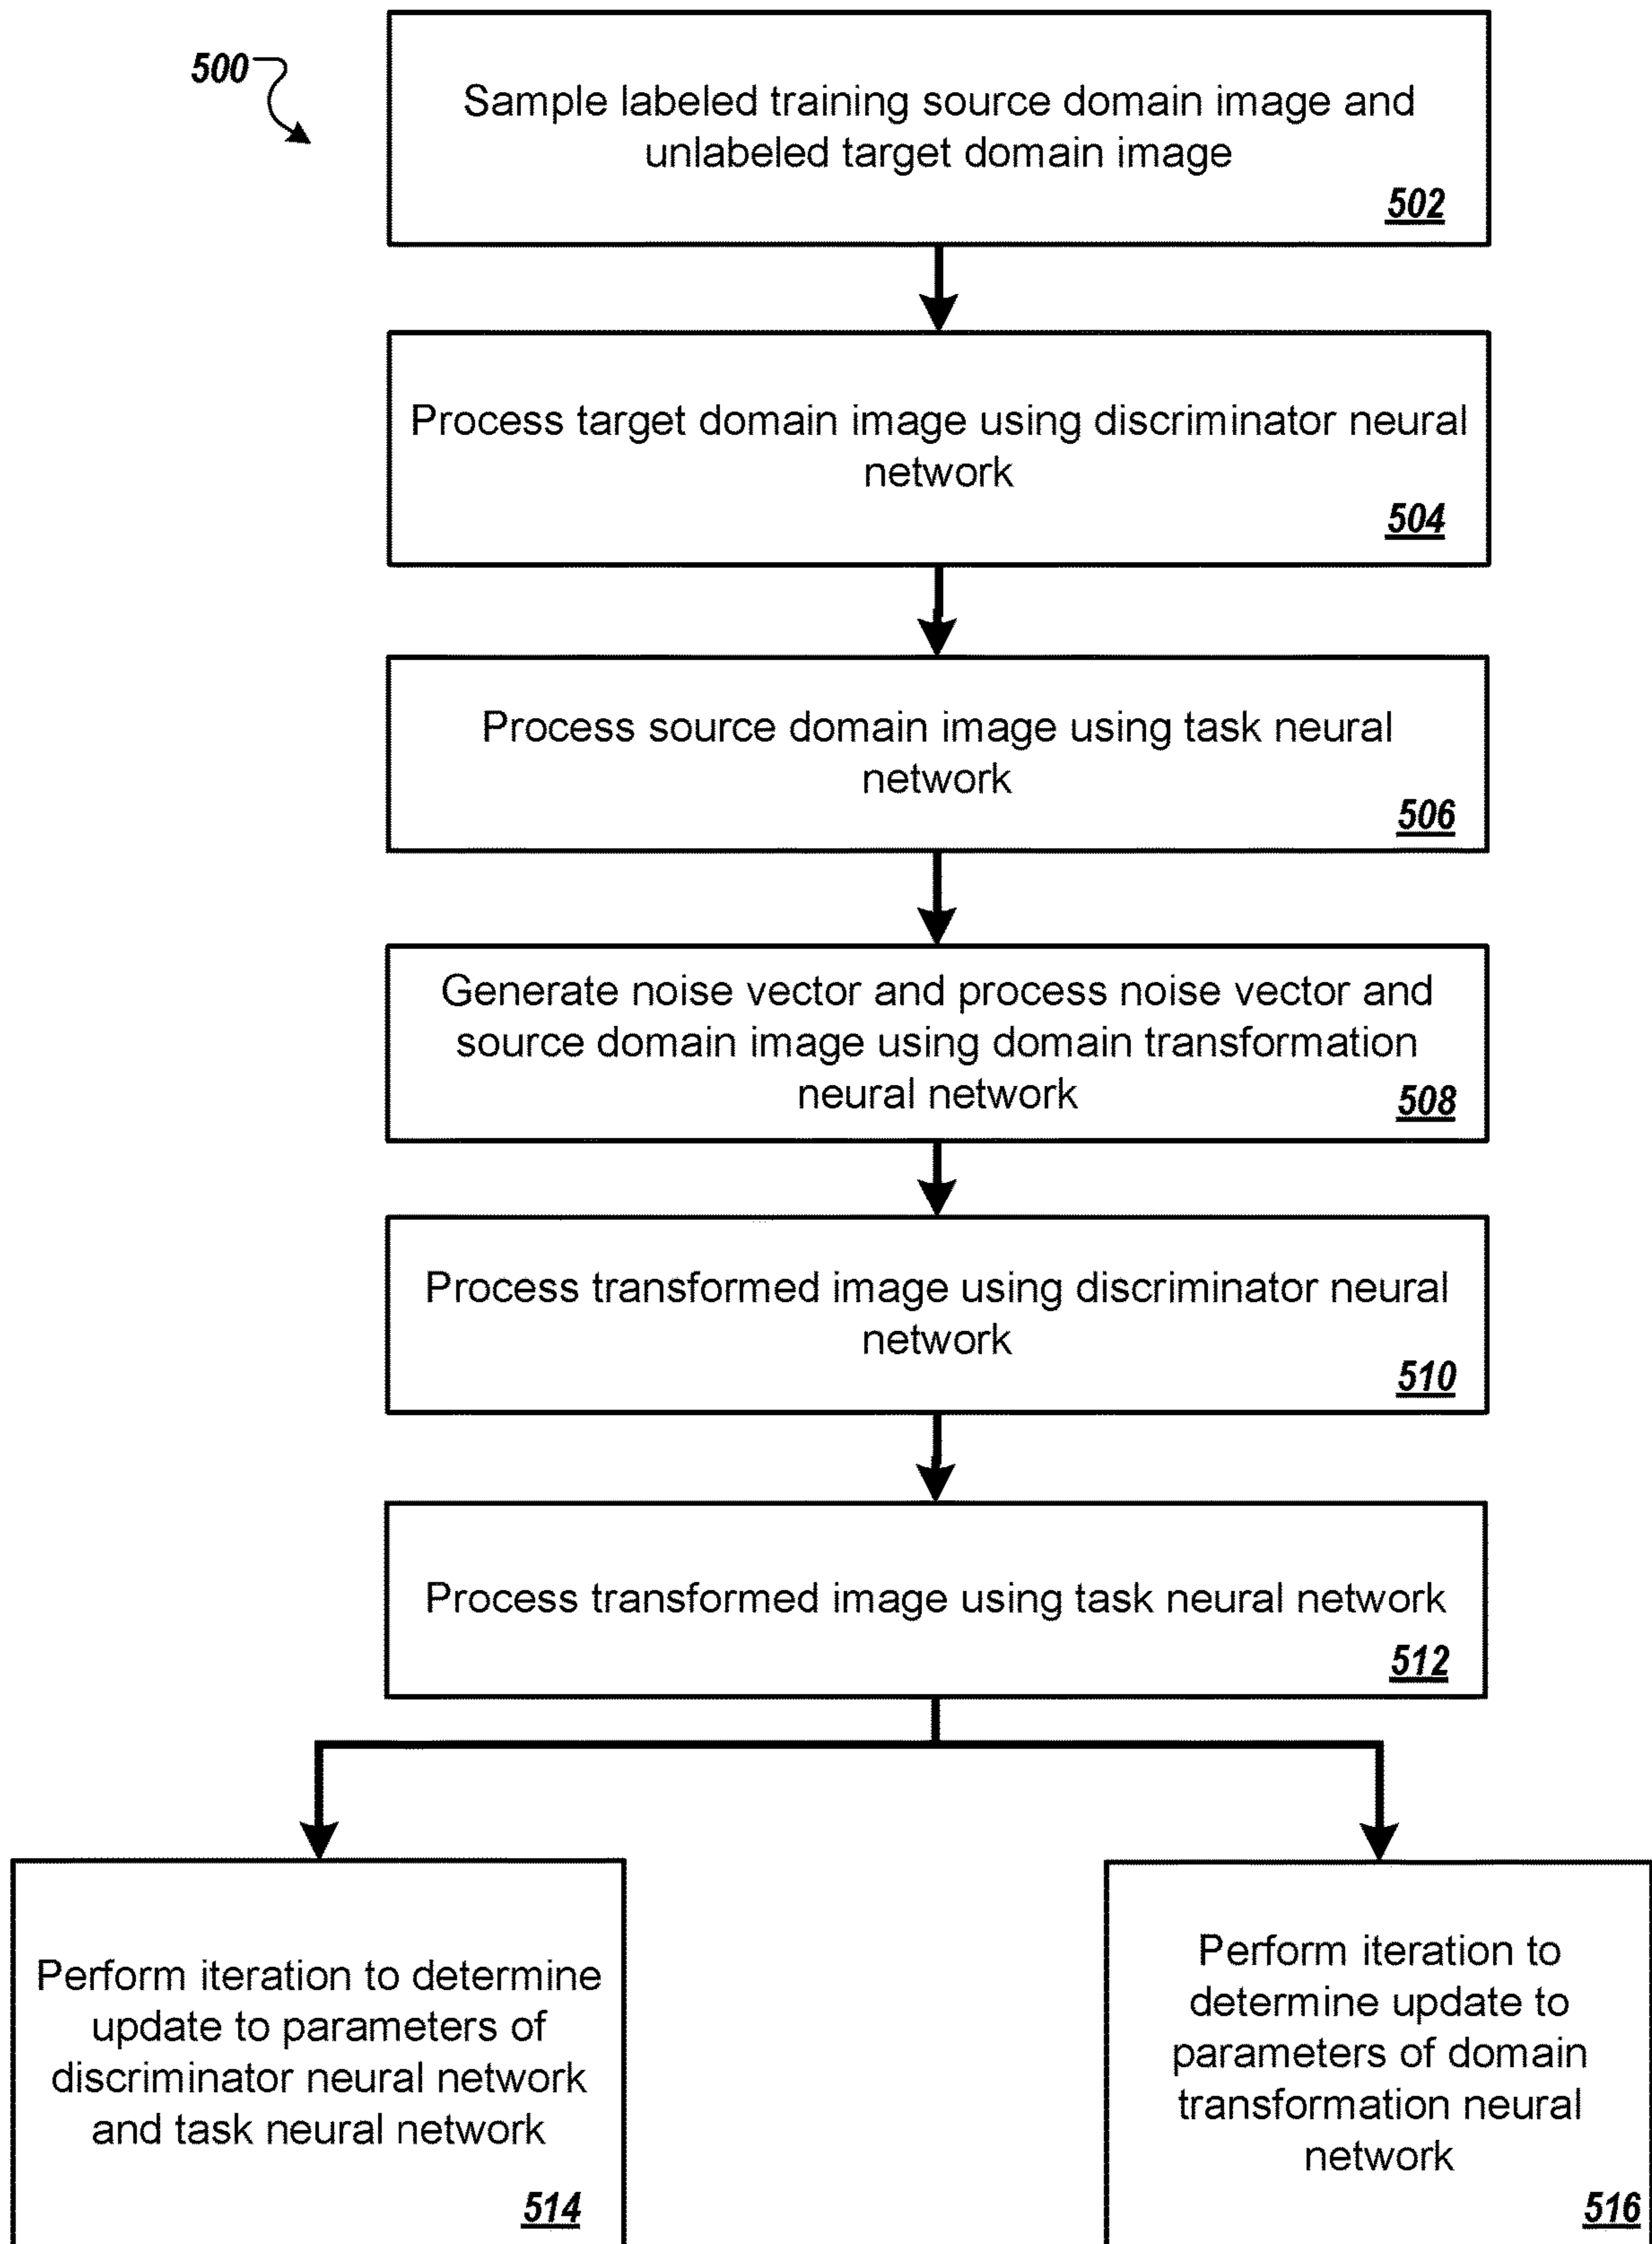 500
Sample labeled training source domain image and
unlabeled target domain image
502
Process target domain image using discriminator neural
network
504
Process source domain image using task neural
network
506
Generate noise vector and process noise vector and
source domain image using domain transformation
neural network
508
Process transformed image using discriminator neural
network
510
Process transformed image using task neural network
512
Perform iteration to determine
update to parameters of
discriminator neural network
and task neural network
514
Perform iteration to
determine update to
parameters of domain
transformation neural
network
516